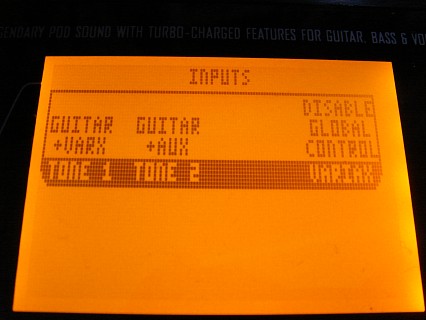 GENDARY POD SOUND WITH TURBO-CHARGED FEATURES FOR GUITAR, BASS & VO
INPUTS
GUITAR +VARX
GUITAR +AUX
DISABLE GLOBAL CONTROL
TONE 1 TONE 2 VARIAX